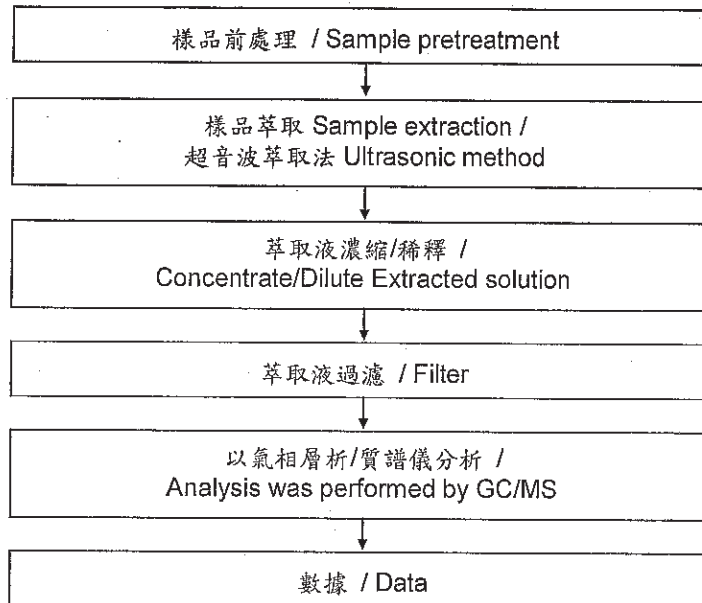 樣品前處理 / Sample pretreatment
樣品萃取 Sample extraction /
超音波萃取法 Ultrasonic method
萃取液濃縮/稀釋 /
Concentrate/Dilute Extracted solution
萃取液過濾 / Filter
以氣相層析/質譜儀分析 /
Analysis was performed by GC/MS
數據 / Data